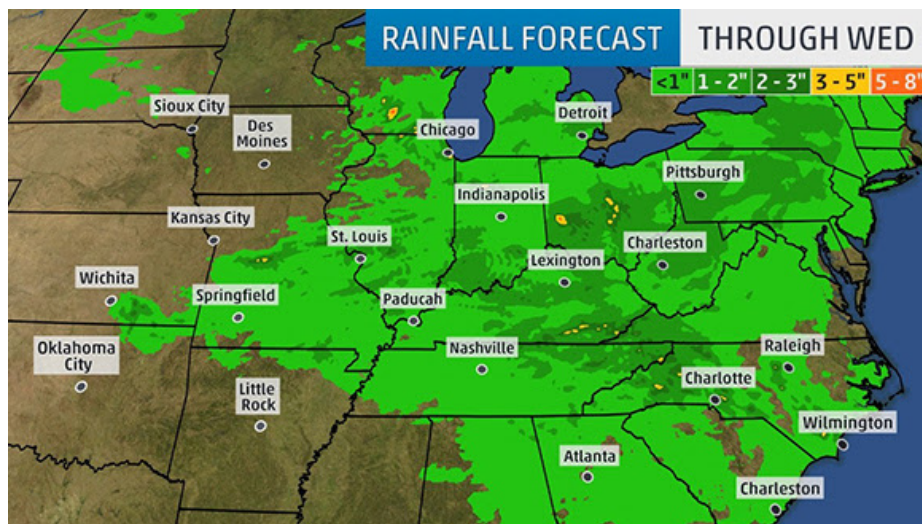 RAINFALL FORECAST
THROUGH WED
<1" 1 - 2" 2 - 3" 3 - 5" 5 - 8"
Sioux City
Des
Moines
Chicago
Detroit
Pittsburgh
Indianapolis
Kansas City
St. Louis
Charleston
Lexington
Wichita
Springfield
Paducah
Oklahoma
City
Nashville
Raleigh
Little
Rock
Charlotte
Wilmington
Atlanta
Charleston